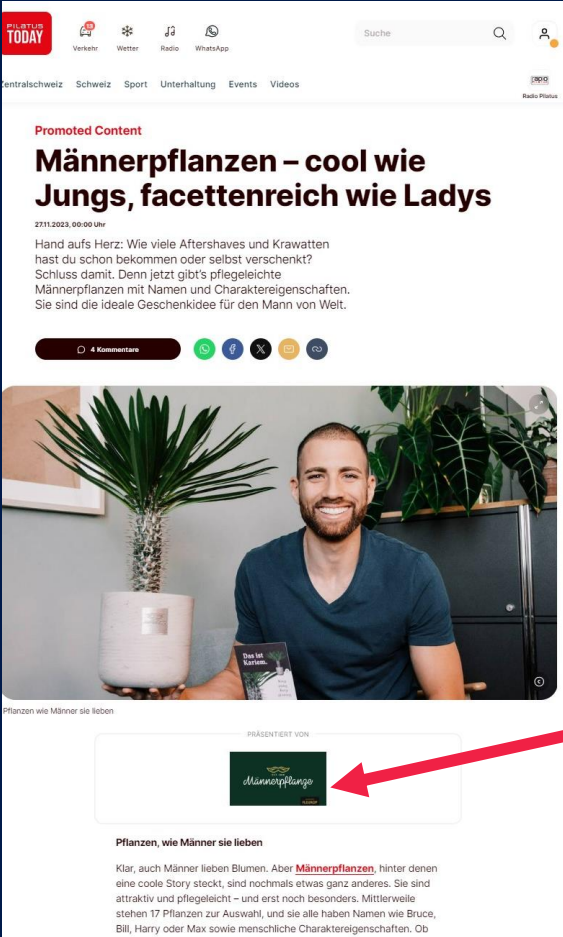 PILATUS
TODAY
Verkehr
Wetter
Radio
WhatsApp
Suche
Zentralschweiz Schweiz Sport Unterhaltung Events Videos
Radio Pilatus
Promoted Content
Männerpflanzen – cool wie
Jungs, facettenreich wie Ladys
27.11.2023, 00:00 Uhr
Hand aufs Herz: Wie viele Aftershaves und Krawatten
hast du schon bekommen oder selbst verschenkt?
Schluss damit. Denn jetzt gibt's pflegeleichte
Männerpflanzen mit Namen und Charaktereigenschaften.
Sie sind die ideale Geschenkidee für den Mann von Welt.
4 Kommentare
Das ist
Kariem.
Pflanzen wie Männer sie lieben
PRÄSENTIERT VON
Männerpflanze
Pflanzen, wie Männer sie lieben
Klar, auch Männer lieben Blumen. Aber Männerpflanzen, hinter denen
eine coole Story steckt, sind nochmals etwas ganz anderes. Sie sind
attraktiv und pflegeleicht – und erst noch besonders. Mittlerweile
stehen 17 Pflanzen zur Auswahl, und sie alle haben Namen wie Bruce,
Bill, Harry oder Max sowie menschliche Charaktereigenschaften. Ob